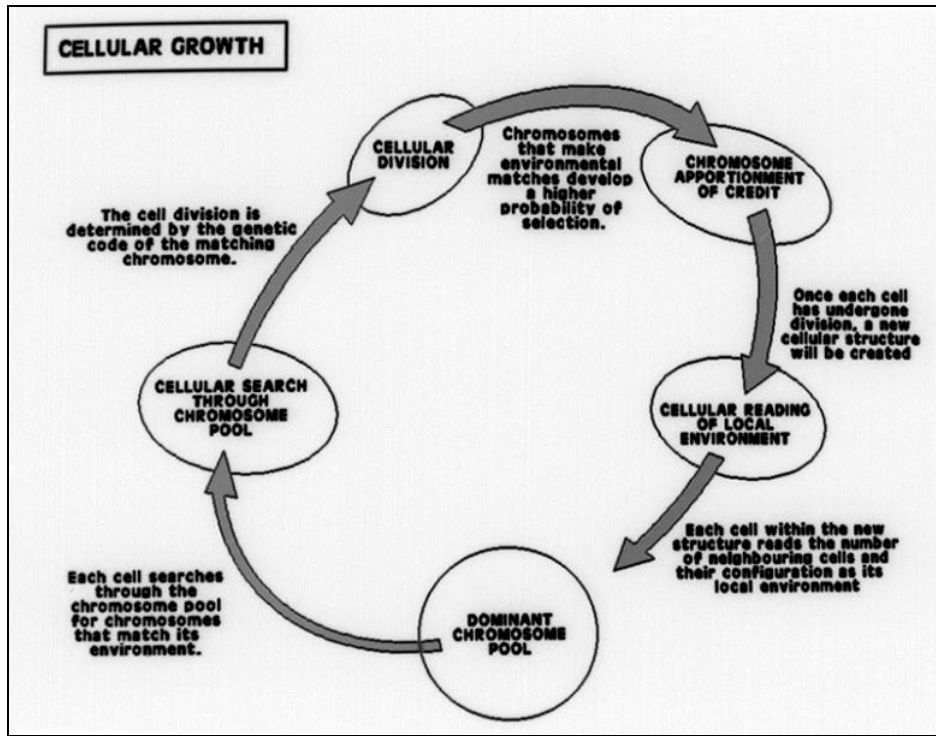 CELLULAR GROWTH
CELLULAR
DIVISION
Chromosomes
that make
environmental
matches develop
a higher
probability of
selection.
CHROMOSOME
APPORTIONMENT
OF CREDIT
The cell division is
determined by the genetic
code of the matching
chromosome.
Once each cell
has undergone
division, a new
cellular structure
will be created
CELLULAR SEARCH
THROUGH
CHROMOSOME
POOL
CELLULAR READING
OF LOCAL
ENVIRONMENT
Each cell within the new
structure reads the number
of neighbouring cells and
their configuration as its
local environment
Each cell searches
through the
chromosome pool
for chromosomes
that match its
environment.
DOMINANT
CHROMOSOME
POOL